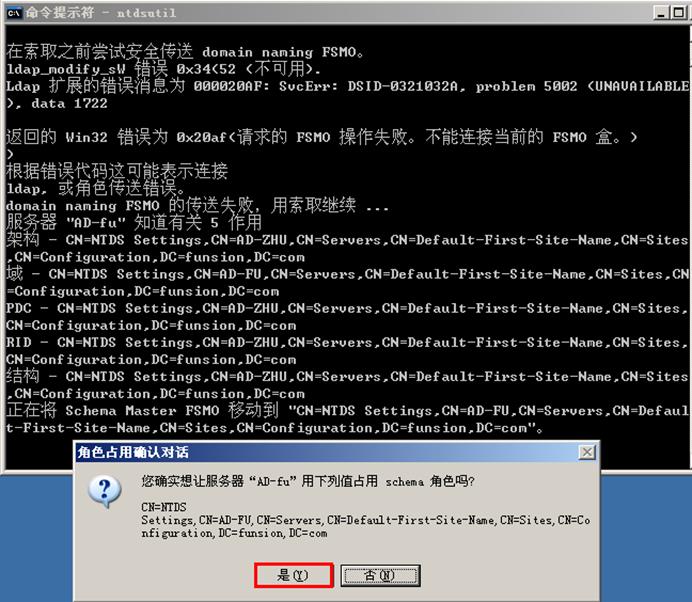 命令提示符 - ntdsutil
在索取之前尝试安全传送 domain naming FSMO。
ldap_modify_sW 错误 0x34(52 (不可用).
Ldap 扩展的错误消息为 000020AF: SvcErr: DSID-0321032A, problem 5002 (UNAVAILABLE
), data 1722
返回的 Win32 错误为 0x20af(请求的 FSMO 操作失败。不能连接当前的 FSMO 盒。)
)
根据错误代码这可能表示连接
ldap, 或角色传送错误。
domain naming FSMO 的传送失败, 用索取继续 ...
服务器 "AD-fu" 知道有关 5 作用
架构 - CN=NTDS Settings,CN=AD-ZHU,CN=Servers,CN=Default-First-Site-Name,CN=Sites
,CN=Configuration,DC=funsion,DC=com
域 - CN=NTDS Settings,CN=AD-FU,CN=Servers,CN=Default-First-Site-Name,CN=Sites,CN
=Configuration,DC=funsion,DC=com
PDC - CN=NTDS Settings,CN=AD-ZHU,CN=Servers,CN=Default-First-Site-Name,CN=Sites,
CN=Configuration,DC=funsion,DC=com
RID - CN=NTDS Settings,CN=AD-ZHU,CN=Servers,CN=Default-First-Site-Name,CN=Sites,
CN=Configuration,DC=funsion,DC=com
结构 - CN=NTDS Settings,CN=AD-ZHU,CN=Servers,CN=Default-First-Site-Name,CN=Sites
,CN=Configuration,DC=funsion,DC=com
正在将 Schema Master FSMO 移动到 "CN=NTDS Settings,CN=AD-FU,CN=Servers,CN=Defaul
t-First-Site-Name,CN=Sites,CN=Configuration,DC=funsion,DC=com"。
角色占用确认对话
您确实想让服务器“AD-fu”用下列值占用 schema 角色吗?
CN=NTDS
Settings,CN=AD-FU,CN=Servers,CN=Default-First-Site-Name,CN=Sites,CN=Co
nfiguration,DC=funsion,DC=com
是(Y)
否(N)